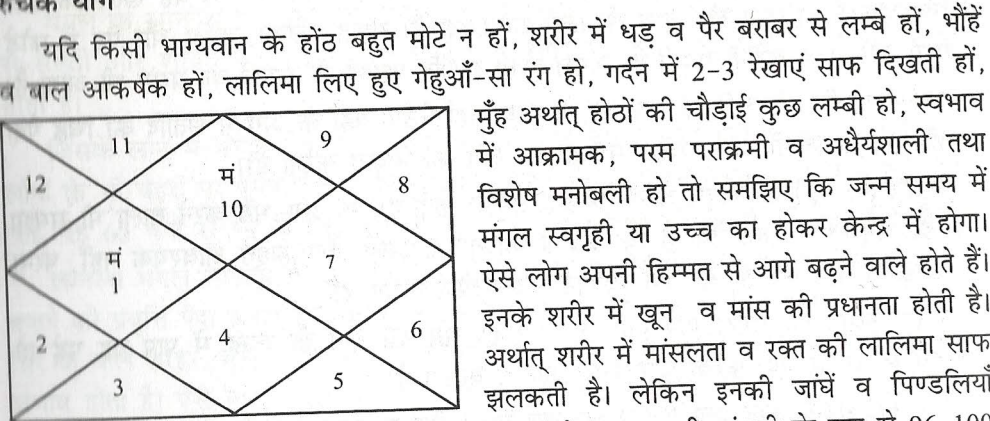 रुचक योग
यदि किसी भाग्यवान के होंठ बहुत मोटे न हों, शरीर में धड़ व पैर बराबर से लम्बे हों, भौंहें
व बाल आकर्षक हों, लालिमा लिए हुए गेहुआँ-सा रंग हो, गर्दन में 2-3 रेखाएं साफ दिखती हों,
मुँह अर्थात् होठों की चौड़ाई कुछ लम्बी हो, स्वभाव
में आक्रामक, परम पराक्रमी व अधैर्यशाली तथा
विशेष मनोबली हो तो समझिए कि जन्म समय में
मंगल स्वगृही या उच्च का होकर केन्द्र में होगा।
ऐसे लोग अपनी हिम्मत से आगे बढ़ने वाले होते हैं।
इनके शरीर में खून व मांस की प्रधानता होती है।
अर्थात् शरीर में मांसलता व रक्त की लालिमा साफ
झलकती है। लेकिन इनकी जांघें व पिण्डलियाँ
11
9
12
मं
8
10
मं
7
1
2
4
6
3
5